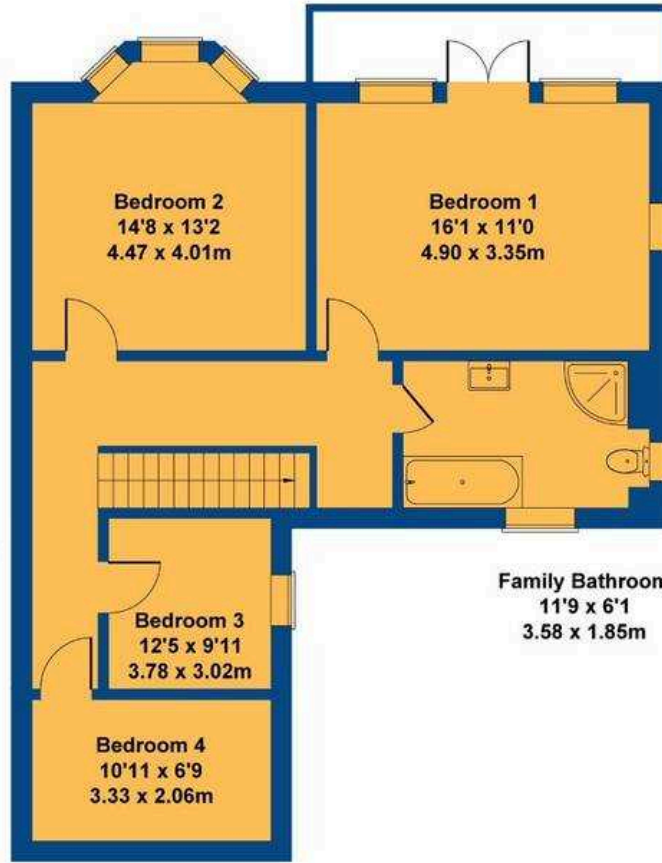 Bedroom 2
14'8 x 13'2
4.47 x 4.01m
Bedroom 1
16'1 x 11'0
4.90 x 3.35m
Family Bathroom
11'9 x 6'1
3.58 x 1.85m
Bedroom 3
12'5 x 9'11
3.78 x 3.02m
Bedroom 4
10'11 x 6'9
3.33 x 2.06m